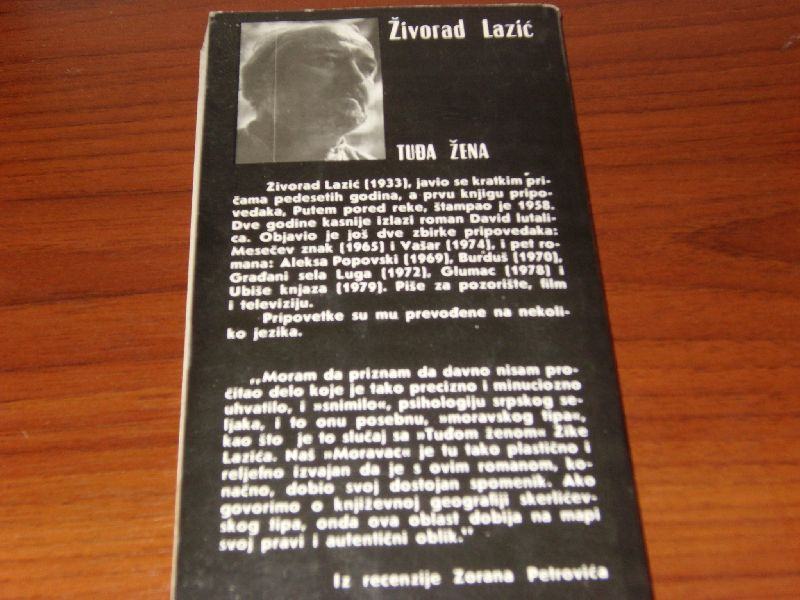 Živorad Lazić
TUĐA ŽENA
Živorad Lazić (1933), javio se kratkim pri-
čama pedesetih godina, a prvu knjigu pripo-
vedaka, Putem pored reke, štampao je 1958.
Dve godine kasnije izlazi roman David lutali-
ca. Objavio je još dve zbirke pripovedaka:
Mesečev znak (1965) i Vašar (1974), i pet ro-
mana: Aleksa Popovski (1969), Burduš (1970),
Građani sela Luga (1972), Glumac (1978) i
Ubiše knjaza (1979). Piše za pozorište, film
i televiziju.
Pripovetke su mu prevođene na nekoli-
ko jezika.
„Moram da priznam da davno nisam pro-
čitao delo koje je tako precizno i minuciozno
uhvatilo, i »snimilo«, psihologiju srpskog se-
ljaka, i to onu posebnu, »moravskog tipa«,
kao što je to slučaj sa »Tuđom ženom« Žike
Lazića. Naš »Moravac« je tu tako plastično i
reljefno izvajan da je s ovim romanom, ko-
načno, dobio svoj dostojan spomenik. Ako
govorimo o književnoj geografiji skerlićev-
skog tipa, onda ova oblast dobija na mapi
svoj pravi i autentični oblik.”
Iz recenzije Zorana Petrovića